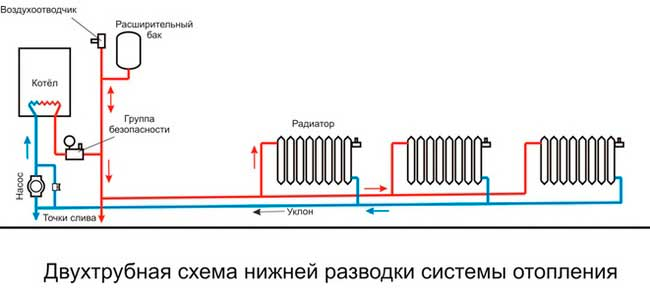 Воздухоотводчик
Расширительный
бак
Котёл
Группа
безопасности
Радиатор
Насос
Точки слива
Уклон
Двухтрубная схема нижней разводки системы отопления